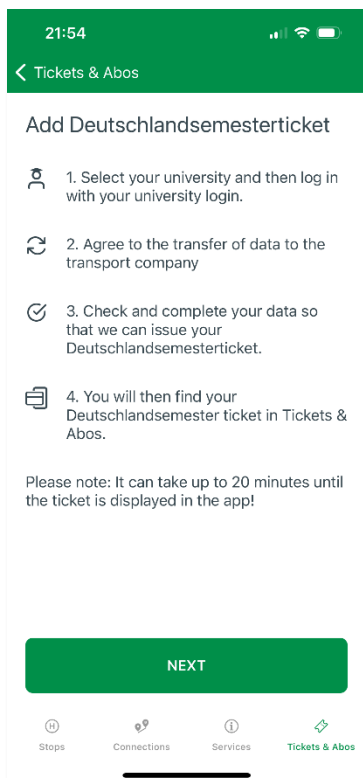 21:54
Tickets & Abos
Add Deutschlandsemesterticket
1. Select your university and then log in
with your university login.
2. Agree to the transfer of data to the
transport company
3. Check and complete your data so
that we can issue your
Deutschlandsemesterticket.
4. You will then find your
Deutschlandsemester ticket in Tickets &
Abos.
Please note: It can take up to 20 minutes until
the ticket is displayed in the app!
NEXT
H
Stops Connections Services Tickets & Abos